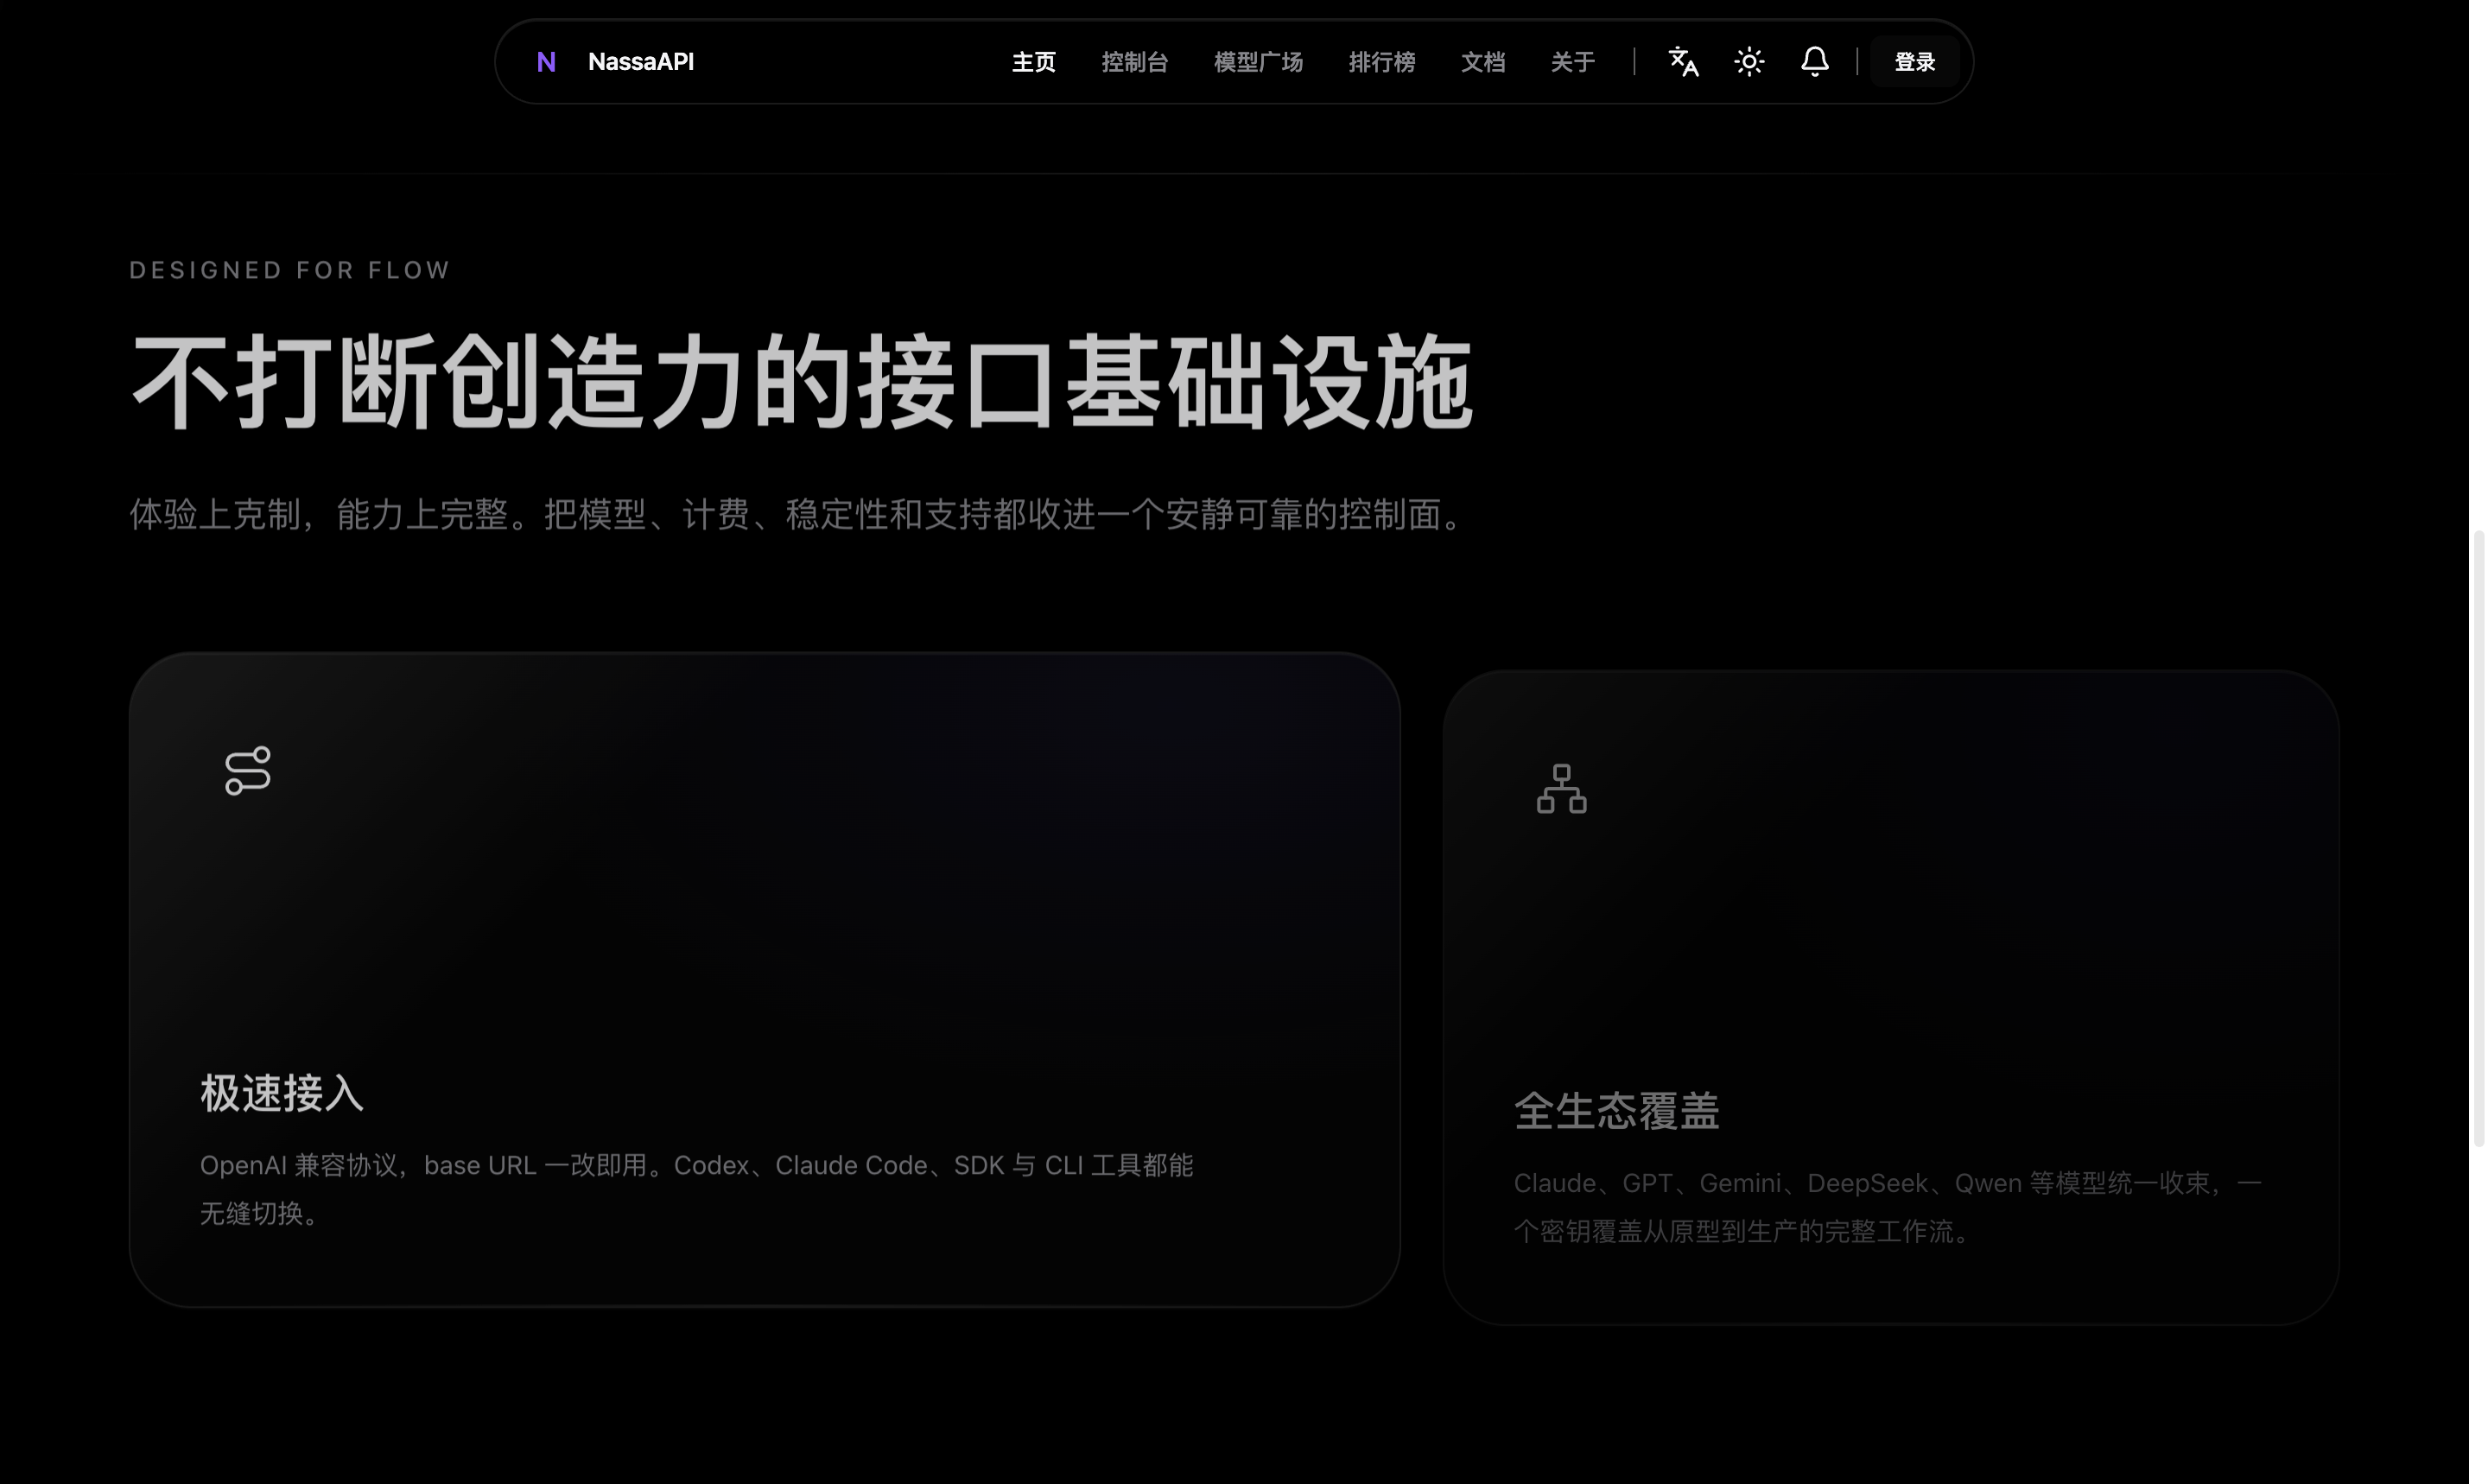 N NassaAPI 主页 控制台 模型广场 排行榜 文档 关于 登录
DESIGNED FOR FLOW
不打断创造力的接口基础设施
体验上克制，能力上完整。把模型、计费、稳定性和支持都收进一个安静可靠的控制面。
极速接入
OpenAI 兼容协议，base URL 一改即用。Codex、Claude Code、SDK 与 CLI 工具都能
无缝切换。
全生态覆盖
Claude、GPT、Gemini、DeepSeek、Qwen 等模型统一收束，一
个密钥覆盖从原型到生产的完整工作流。